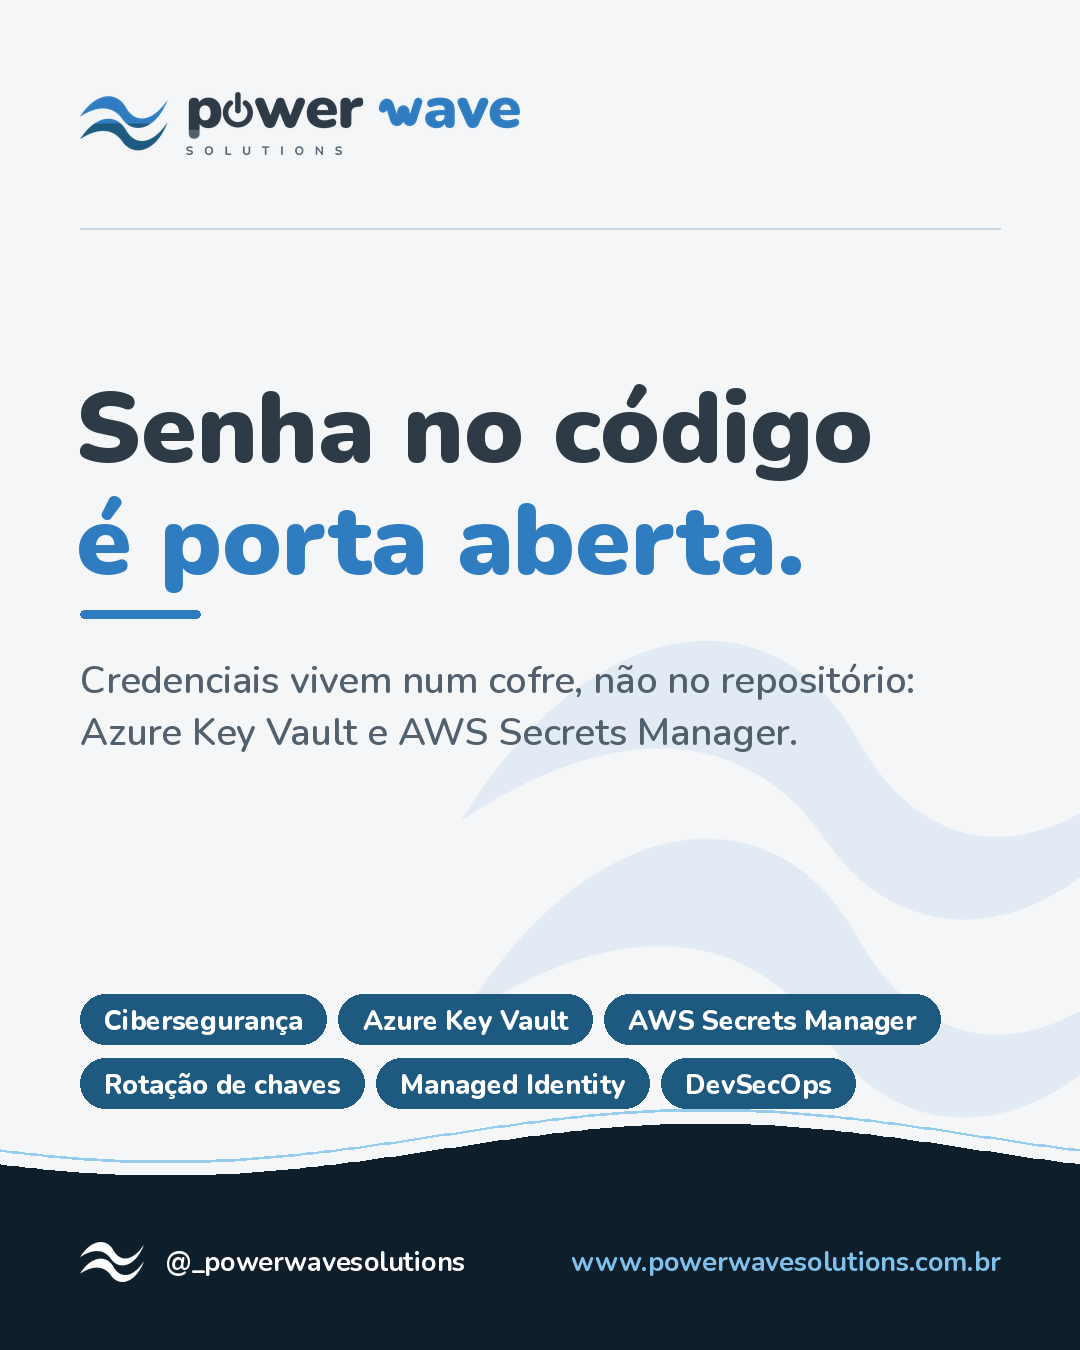 power wave
SOLUTIONS
Senha no código
é porta aberta.
Credenciais vivem num cofre, não no repositório:
Azure Key Vault e AWS Secrets Manager.
Cibersegurança Azure Key Vault AWS Secrets Manager
Rotação de chaves Managed Identity DevSecOps
@_powerwavesolutions www.powerwavesolutions.com.br